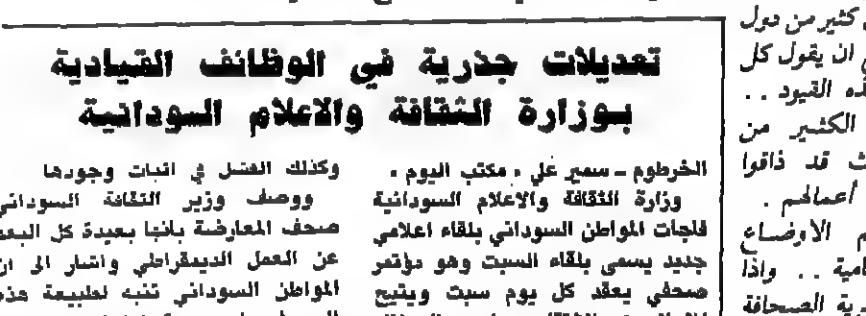 تعديلات جذرية في الوظائف القيادية
بوزارة الثقافة والاعلام السودانية
الخرطوم - سمير علي « مكتب اليوم »
وزارة الثقافة والاعلام السودانية
فاجأت المواطن السوداني بلقاء اعلامي
جديد يسمى بلقاء السبت وهو مؤتمر
صحفي يعقد كل يوم سبت ويتيح
وكذلك الفشل في اثبات وجودها
ووصف وزير الثقافة السوداني
صحف المعارضة بانها بعيدة كل البعد
عن العمل الديمقراطي واشار الى ان
المواطن السوداني تنبه لطبيعة هذه
كثير من دول
ان يقول كل
القيود ..
الكثير من
قد ذاقوا
اعمالهم .
الاوضاع
.. واذا
الصحافة